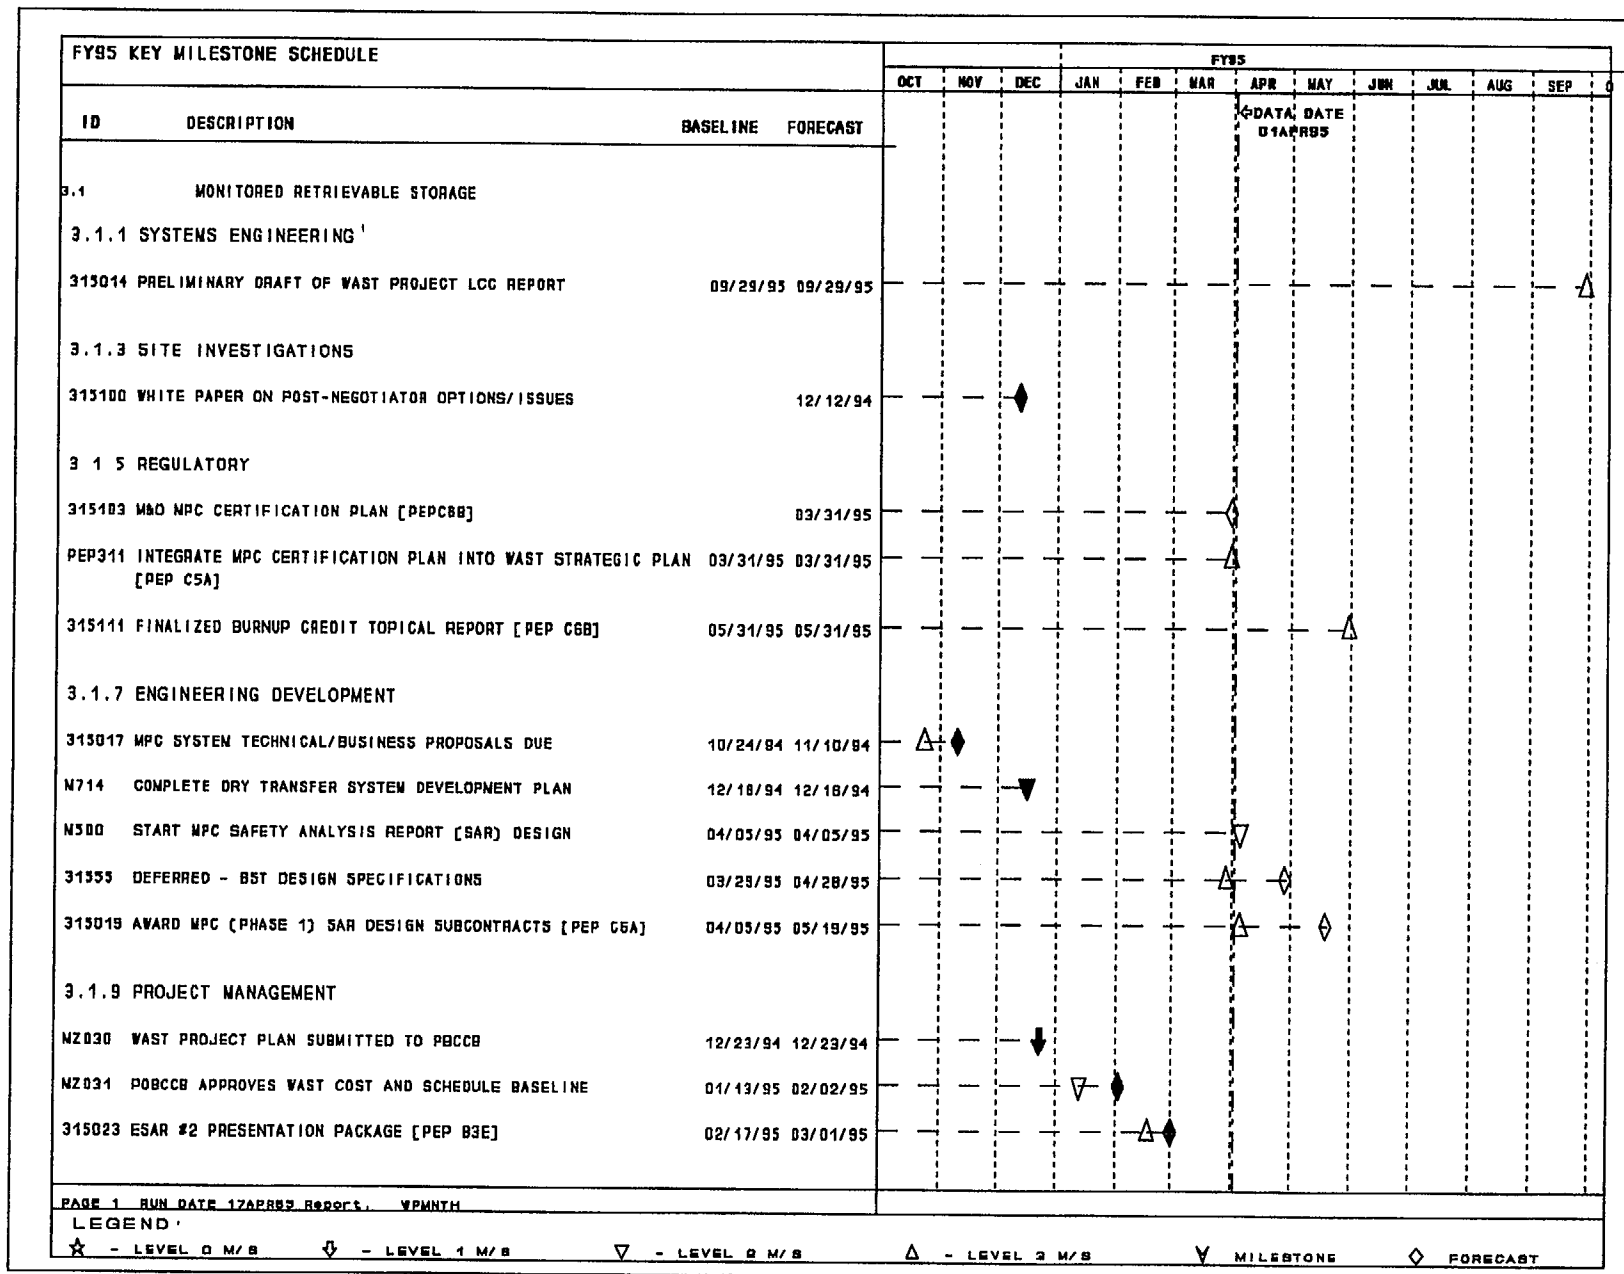 FY95 KEY MILESTONE SCHEDULE
FY95
OCT NOV DEC JAN FEB MAR APR MAY JUN JUL AUG SEP O
ID DESCRIPTION BASELINE FORECAST
DATA DATE
01APR95
3.1 MONITORED RETRIEVABLE STORAGE
3.1.1 SYSTEMS ENGINEERING
315014 PRELIMINARY DRAFT OF WAST PROJECT LCC REPORT 09/29/95 09/29/95
3.1.3 SITE INVESTIGATIONS
315100 WHITE PAPER ON POST-NEGOTIATOR OPTIONS/ISSUES 12/12/94
3 1 5 REGULATORY
315103 M&O MPC CERTIFICATION PLAN [PEPC8B] 03/31/95
PEP311 INTEGRATE MPC CERTIFICATION PLAN INTO WAST STRATEGIC PLAN 03/31/95 03/31/95
[PEP C5A]
315111 FINALIZED BURNUP CREDIT TOPICAL REPORT [PEP C6B] 05/31/95 05/31/95
3.1.7 ENGINEERING DEVELOPMENT
315017 MPC SYSTEM TECHNICAL/BUSINESS PROPOSALS DUE 10/24/94 11/10/94
M714 COMPLETE DRY TRANSFER SYSTEM DEVELOPMENT PLAN 12/16/94 12/16/94
M500 START MPC SAFETY ANALYSIS REPORT [SAR] DESIGN 04/05/95 04/05/95
31555 DEFERRED - BST DESIGN SPECIFICATIONS 03/29/95 04/28/95
315019 AWARD MPC (PHASE 1) SAR DESIGN SUBCONTRACTS [PEP C6A] 04/05/95 05/19/95
3.1.9 PROJECT MANAGEMENT
MZ030 WAST PROJECT PLAN SUBMITTED TO PBCCB 12/23/94 12/23/94
MZ031 POBCCB APPROVES WAST COST AND SCHEDULE BASELINE 01/13/95 02/02/95
315023 ESAR #2 PRESENTATION PACKAGE [PEP B3E] 02/17/95 03/01/95
PAGE 1 RUN DATE 17APR95 Report. WPMNTH
LEGEND
- LEVEL 0 M/S - LEVEL 1 M/S - LEVEL 2 M/S - LEVEL 3 M/S MILESTONE FORECAST